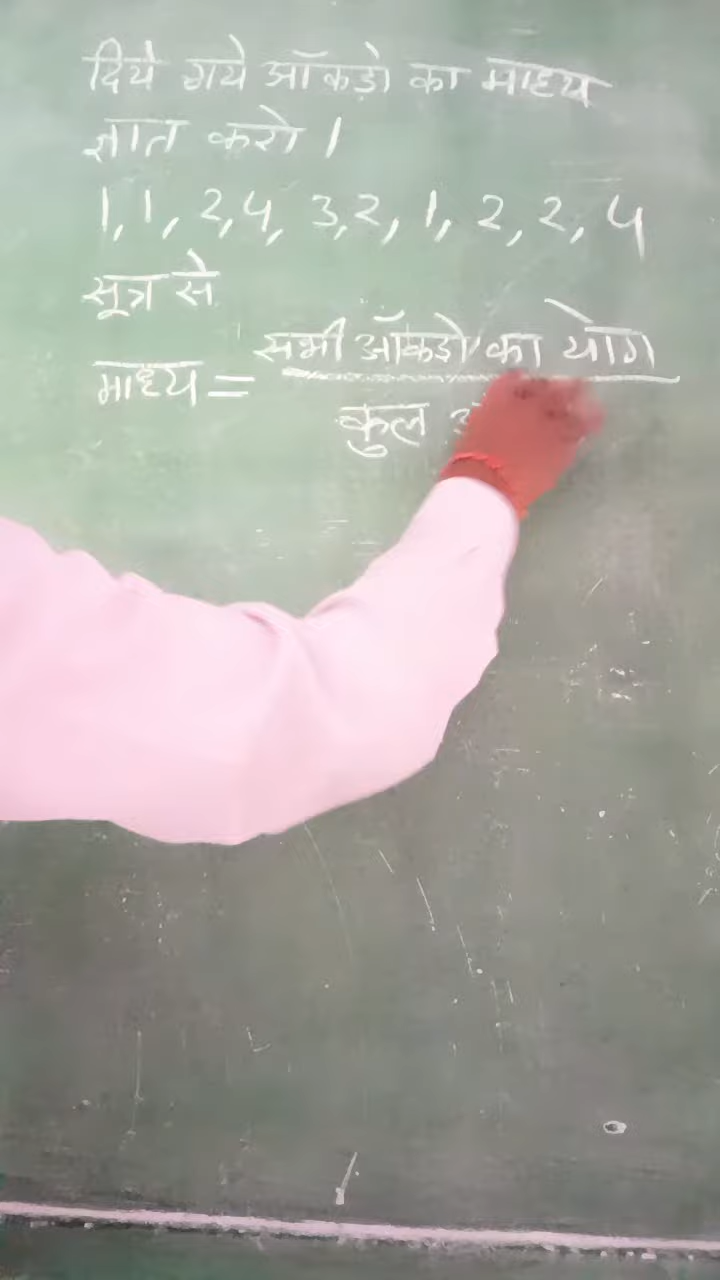 दिये गये ऑकडो का माध्य
ज्ञात करो ।
1, 1, 2, 4, 3, 2, 1, 2, 2, 4
सूत्र से
माध्य = सभी ऑकडो का योग
कुल